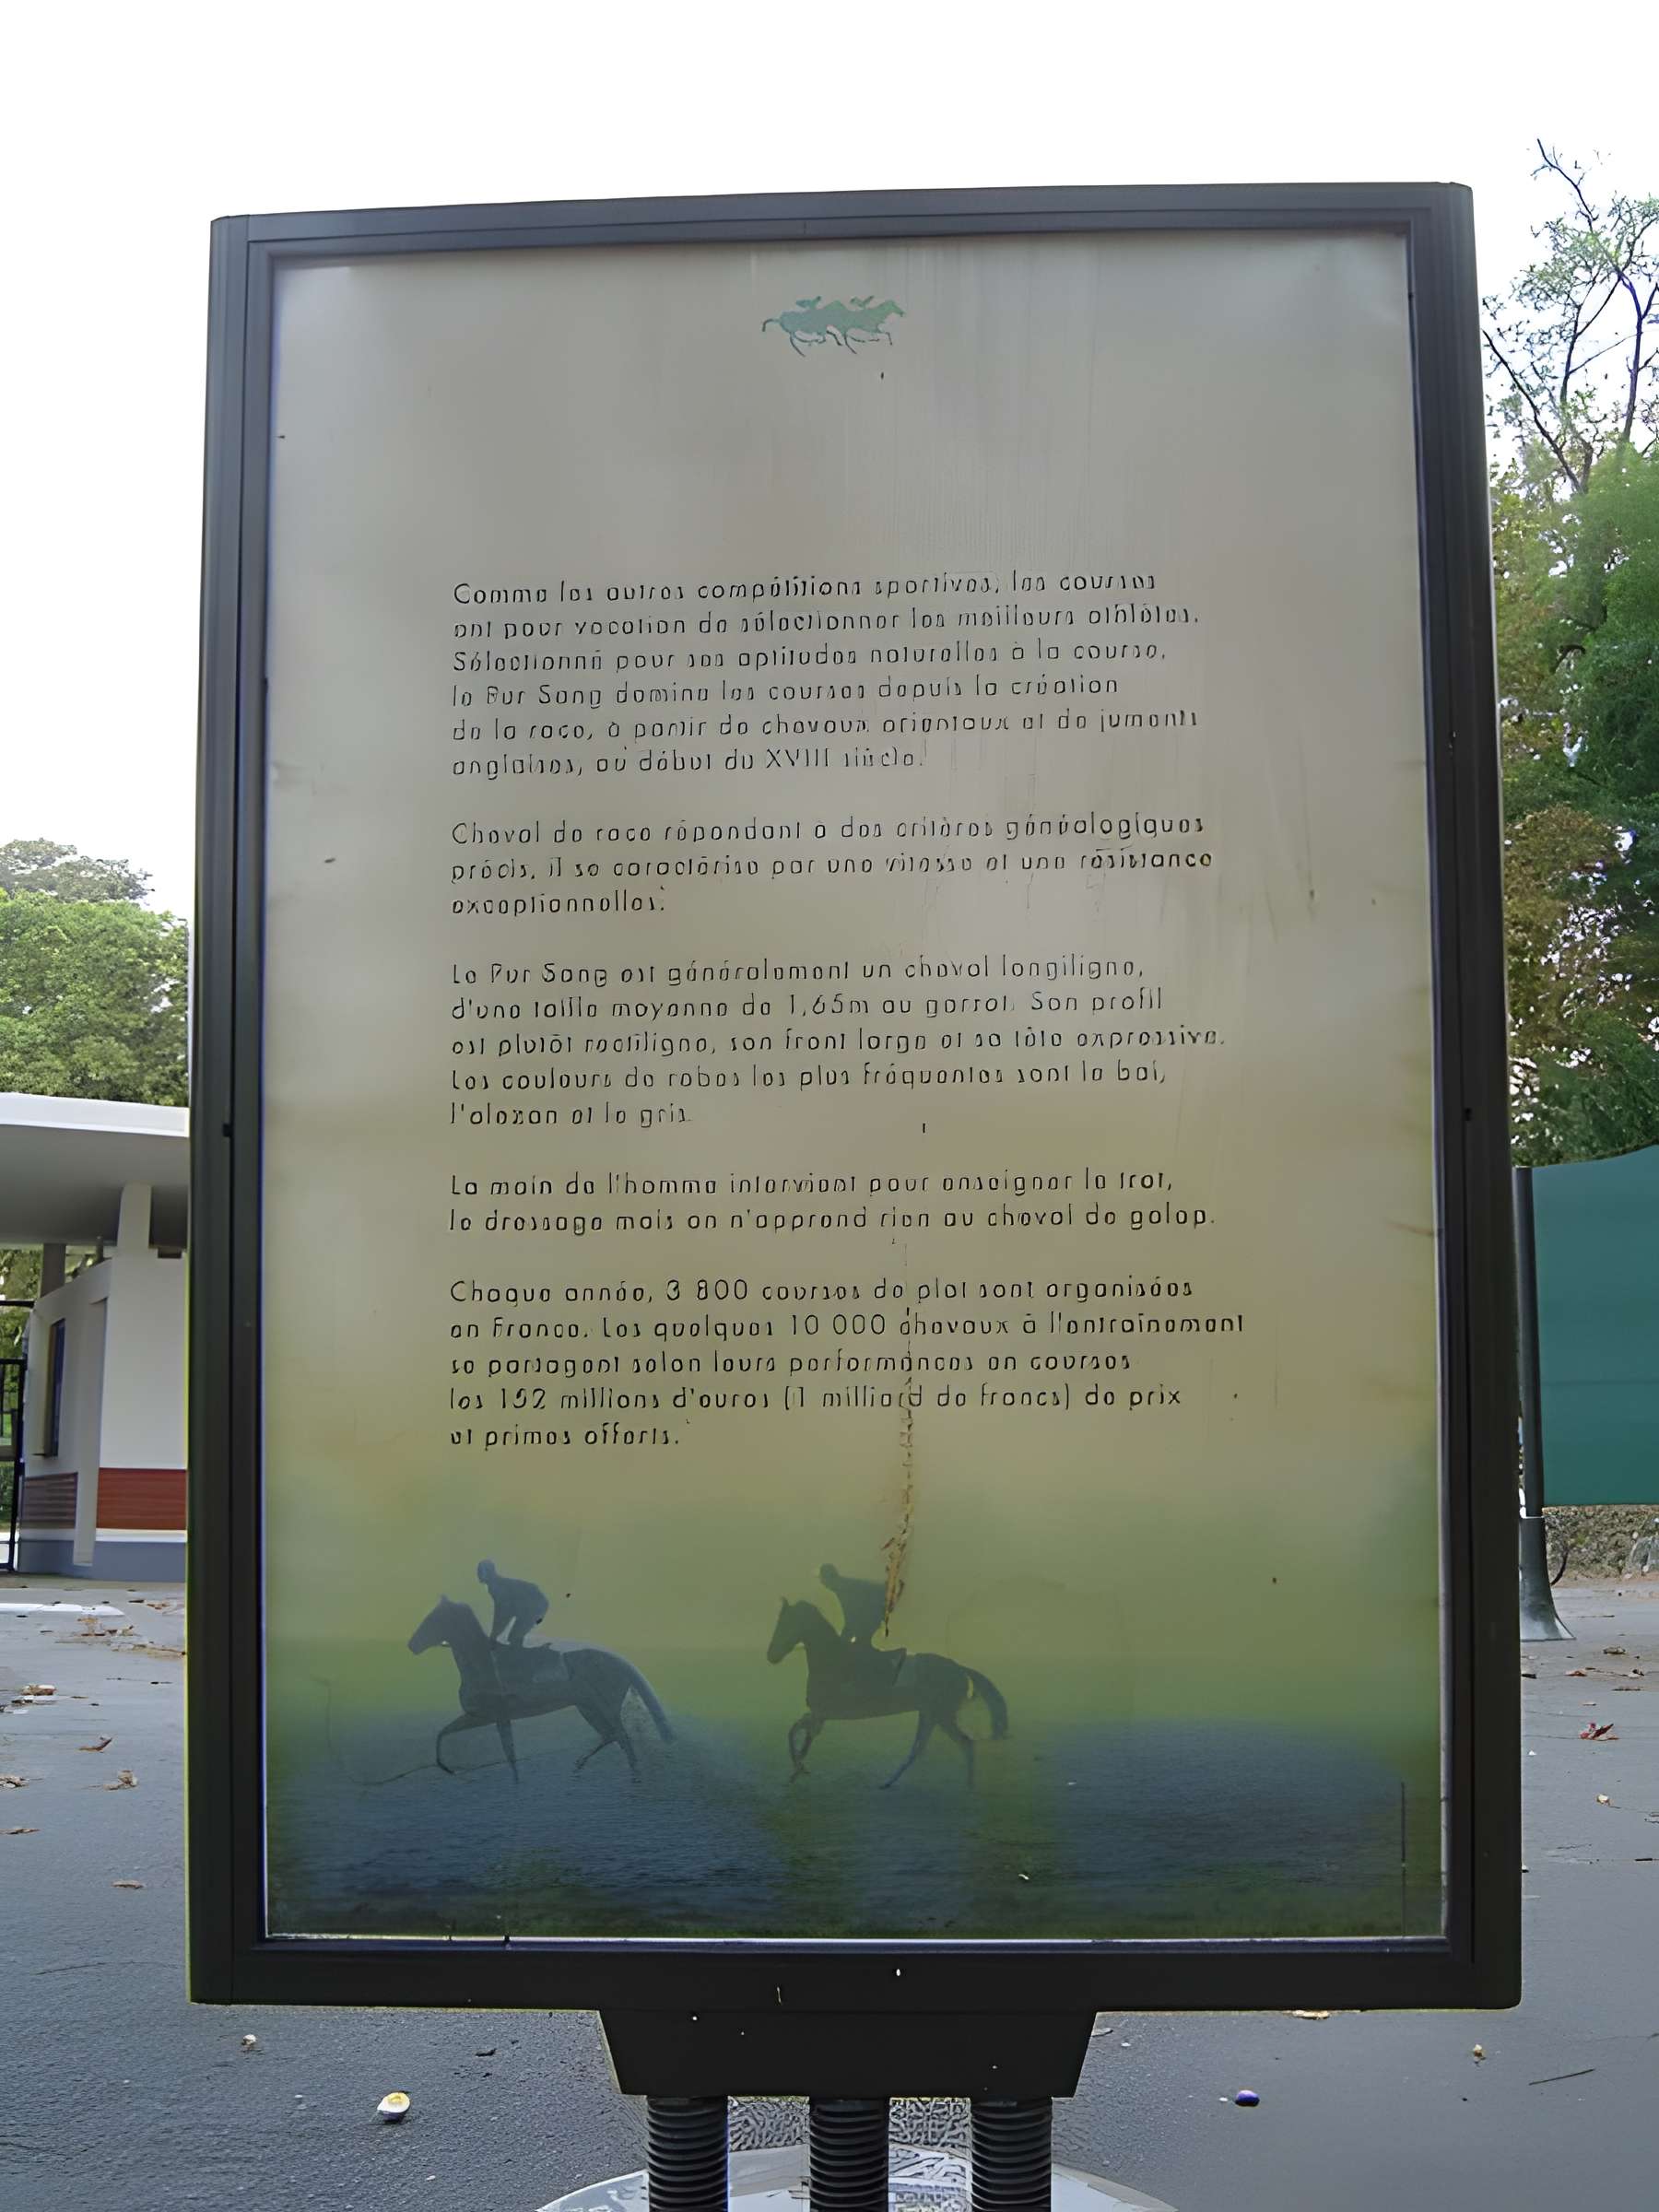 Comme les autres compétitions sportives, les courses
ont pour vocation de sélectionner les meilleurs athlètes.
Sélectionné pour ses aptitudes naturelles à la course,
le Pur Sang domine les courses depuis la création
de la race, à partir de chevaux orientaux et de juments
anglaises, au début du XVIII siècle.
Cheval de race répondant à des critères généalogiques
précis, il se caractérise par une vitesse et une résistance
exceptionnelles.
Le Pur Sang est généralement un cheval longiligne,
d'une taille moyenne de 1,65m au garrot. Son profil
est plutôt rectiligne, son front large et sa tête expressive.
Les couleurs de robes les plus fréquentes sont le bai,
l'alezan et le gris.
La main de l'homme intervient pour enseigner le trot,
le dressage mais on n'apprend rien au cheval de galop.
Chaque année, 3 800 courses de plat sont organisées
en France. Les quelques 10 000 chevaux à l'entraînement
se partagent selon leurs performances en courses
les 152 millions d'euros (1 milliard de francs) de prix
et primes offerts.